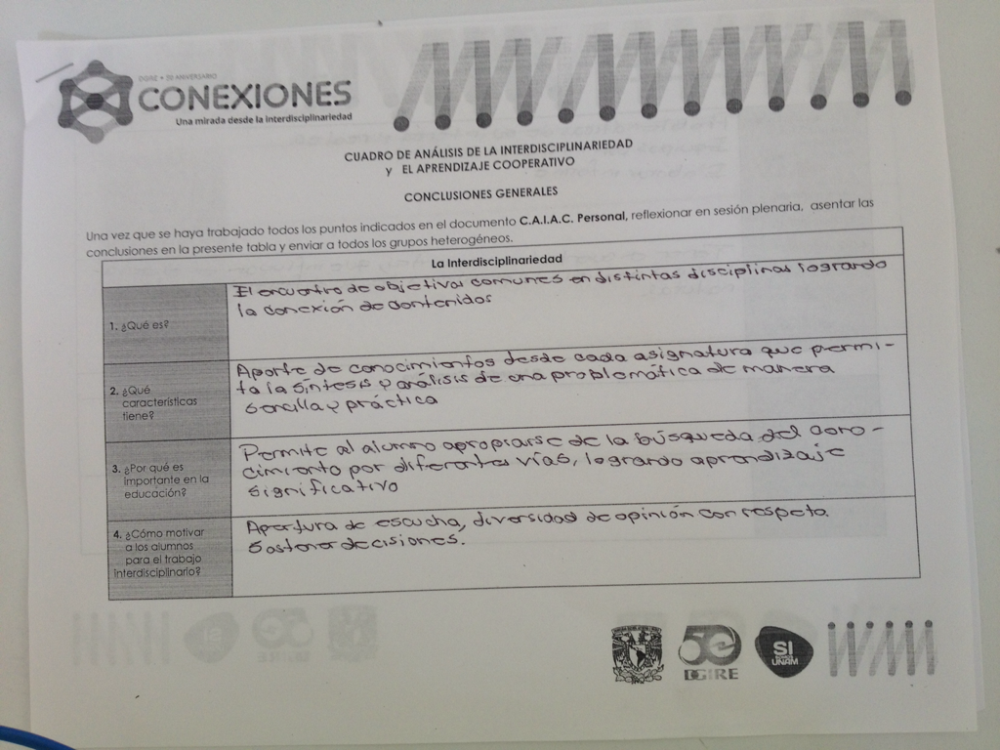 DGIRE • 50 ANIVERSARIO
CONEXIONES
Una mirada desde la interdisciplinariedad
CUADRO DE ANÁLISIS DE LA INTERDISCIPLINARIEDAD
y EL APRENDIZAJE COOPERATIVO
CONCLUSIONES GENERALES
Una vez que se haya trabajado todos los puntos indicados en el documento C.A.I.A.C. Personal, reflexionar en sesión plenaria, asentar las
conclusiones en la presente tabla y enviar a todos los grupos heterogéneos.
La Interdisciplinariedad
1. ¿Qué es?
El encuentro de objetivos comunes en distintas disciplinas logrando
la conexión de contenidos
2. ¿Qué
características
tiene?
Aporte de conocimientos desde cada asignatura que permi-
ta la síntesis y análisis de una problemática de manera
sencilla y práctica
3. ¿Por qué es
importante en la
educación?
Permite al alumno apropiarse de la búsqueda del cono-
cimiento por diferentes vías, logrando aprendizaje
significativo
4. ¿Cómo motivar
a los alumnos
para el trabajo
interdisciplinario?
Apertura de escucha, diversidad de opinión con respeto.
Sostener decisiones.
50
DGIRE
SI
UNAM